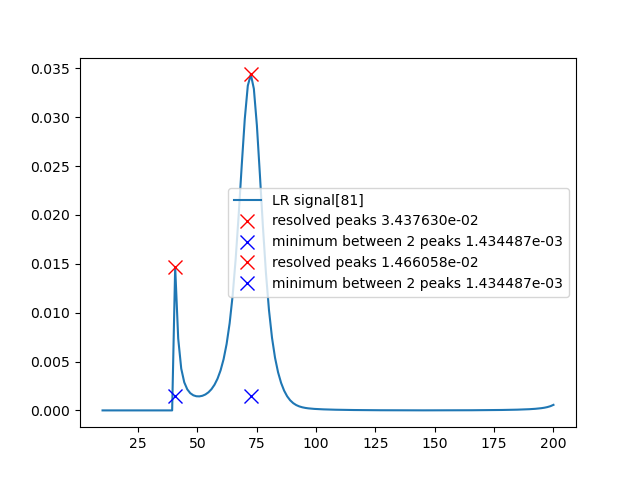 0.035
0.030
0.025
0.020
0.015
0.010
0.005
0.000
LR signal[81]
resolved peaks 3.437630e-02
minimum between 2 peaks 1.434487e-03
resolved peaks 1.466058e-02
minimum between 2 peaks 1.434487e-03
25 50 75 100 125 150 175 200